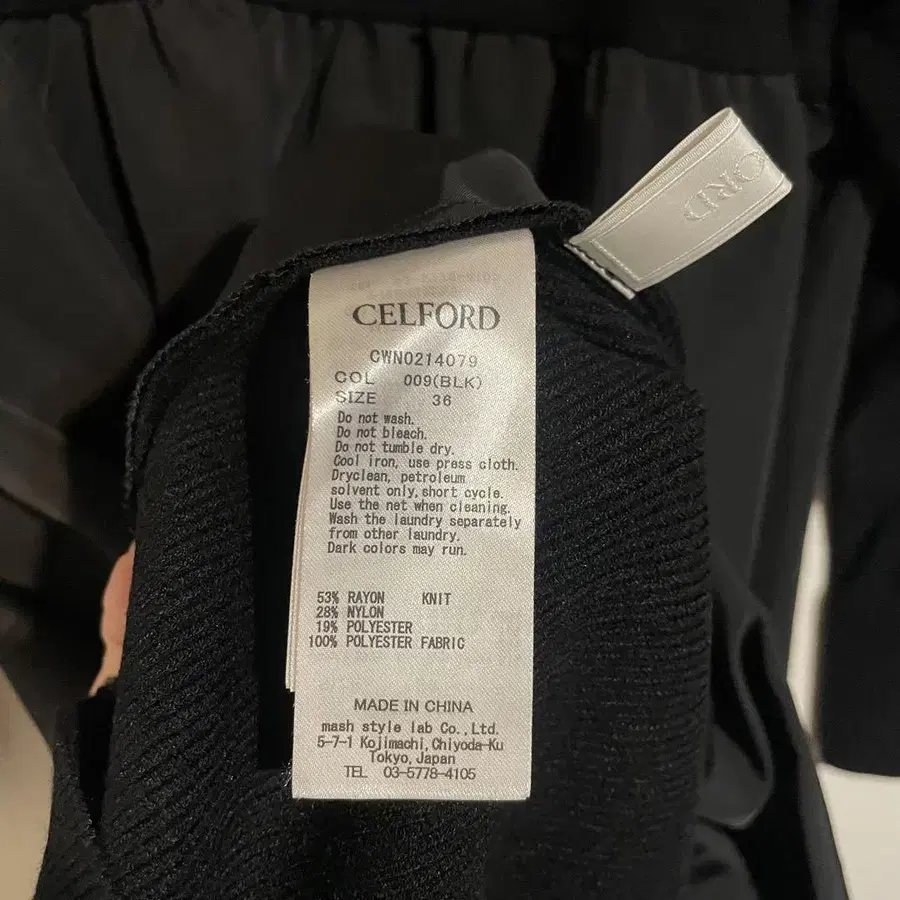 ORD
CELFORD
CWNO214079
COL 009(BLK)
SIZE 36
Do not wash.
Do not bleach.
Do not tumble dry.
Cool iron, use press cloth.
Dryclean, petroleum
solvent only, short cycle.
Use the net when cleaning.
Wash the laundry separately
from other laundry.
Dark colors may run.
53% RAYON KNIT
28% NYLON
19% POLYESTER
100% POLYESTER FABRIC
MADE IN CHINA
mash style lab Co., Ltd.
5-7-1 Kojimachi, Chiyoda-Ku
Tokyo, Japan
TEL 03-5778-4105